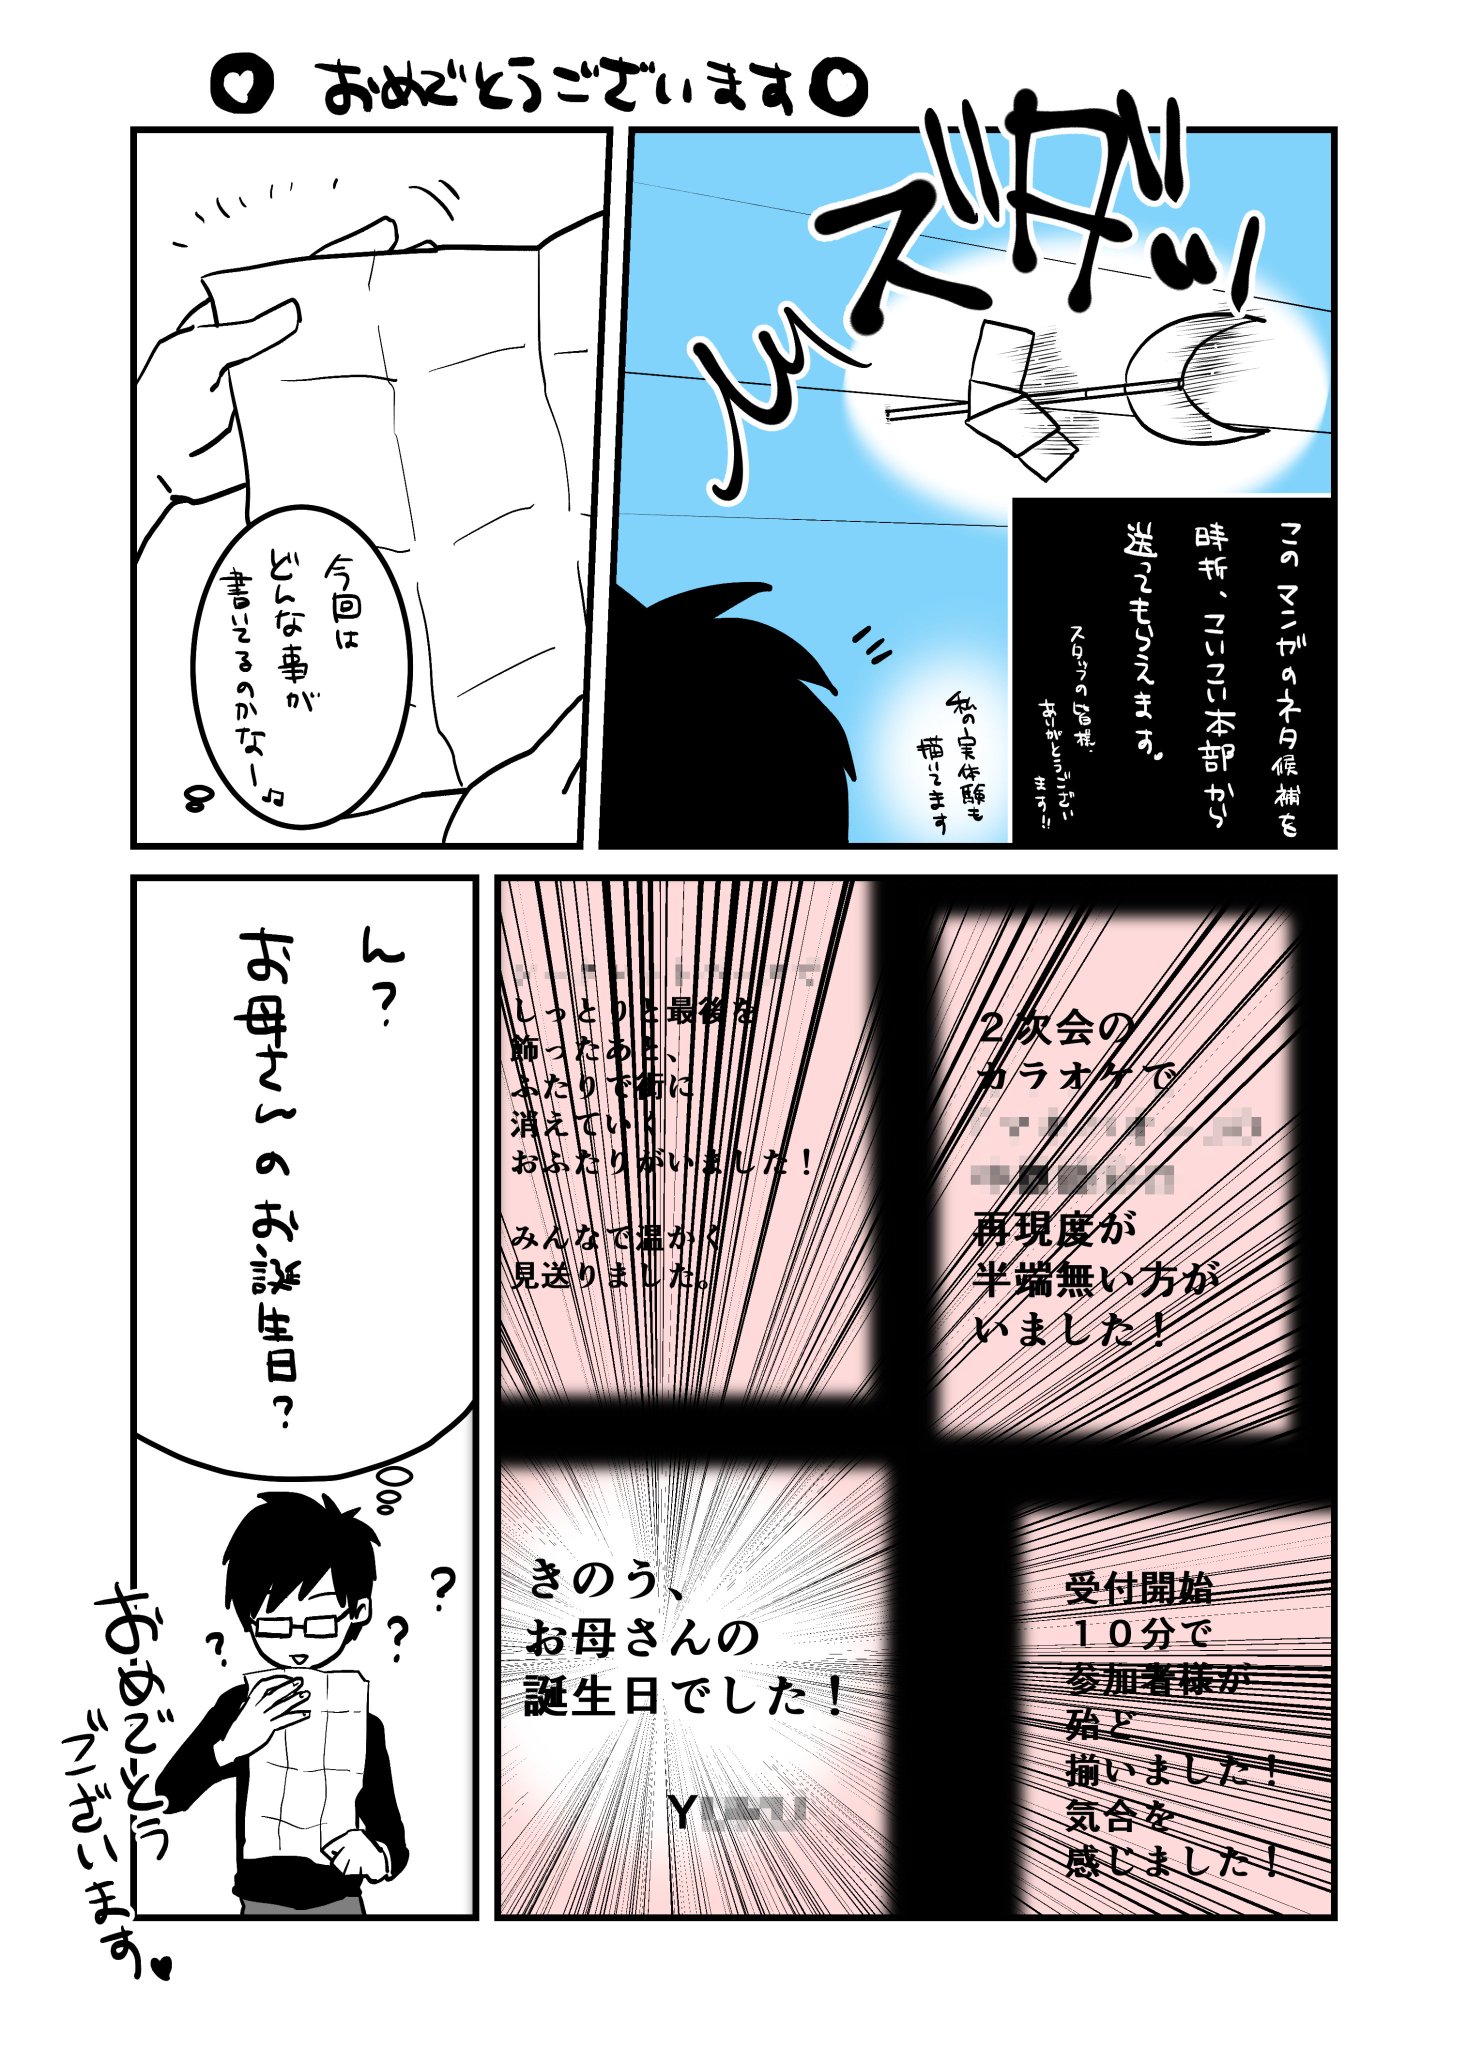 おめでとうございます
ズダッ
この マンガのネタ候補を
時折、こいこい本部から
送ってもらえます。
スタッフの皆様、
ありがとうござい
ます!!
私の実体験も
描いてます
今回は
どんな事が
書いてるのかなー♫
2次会の
カラオケで
再現度が
半端無い方が
いました！
しっとりと最後を
飾ったあと、
ふたりで街に
消えていく
おふたりがいました！
みんなで温かく
見送りました。
受付開始
１０分で
参加者様が
殆ど
揃いました！
気合を
感じました！
きのう、
お母さんの
誕生日でした！
Y
ん?
お母さんのお誕生日?
? ? ?
おめでとう
ございます♥